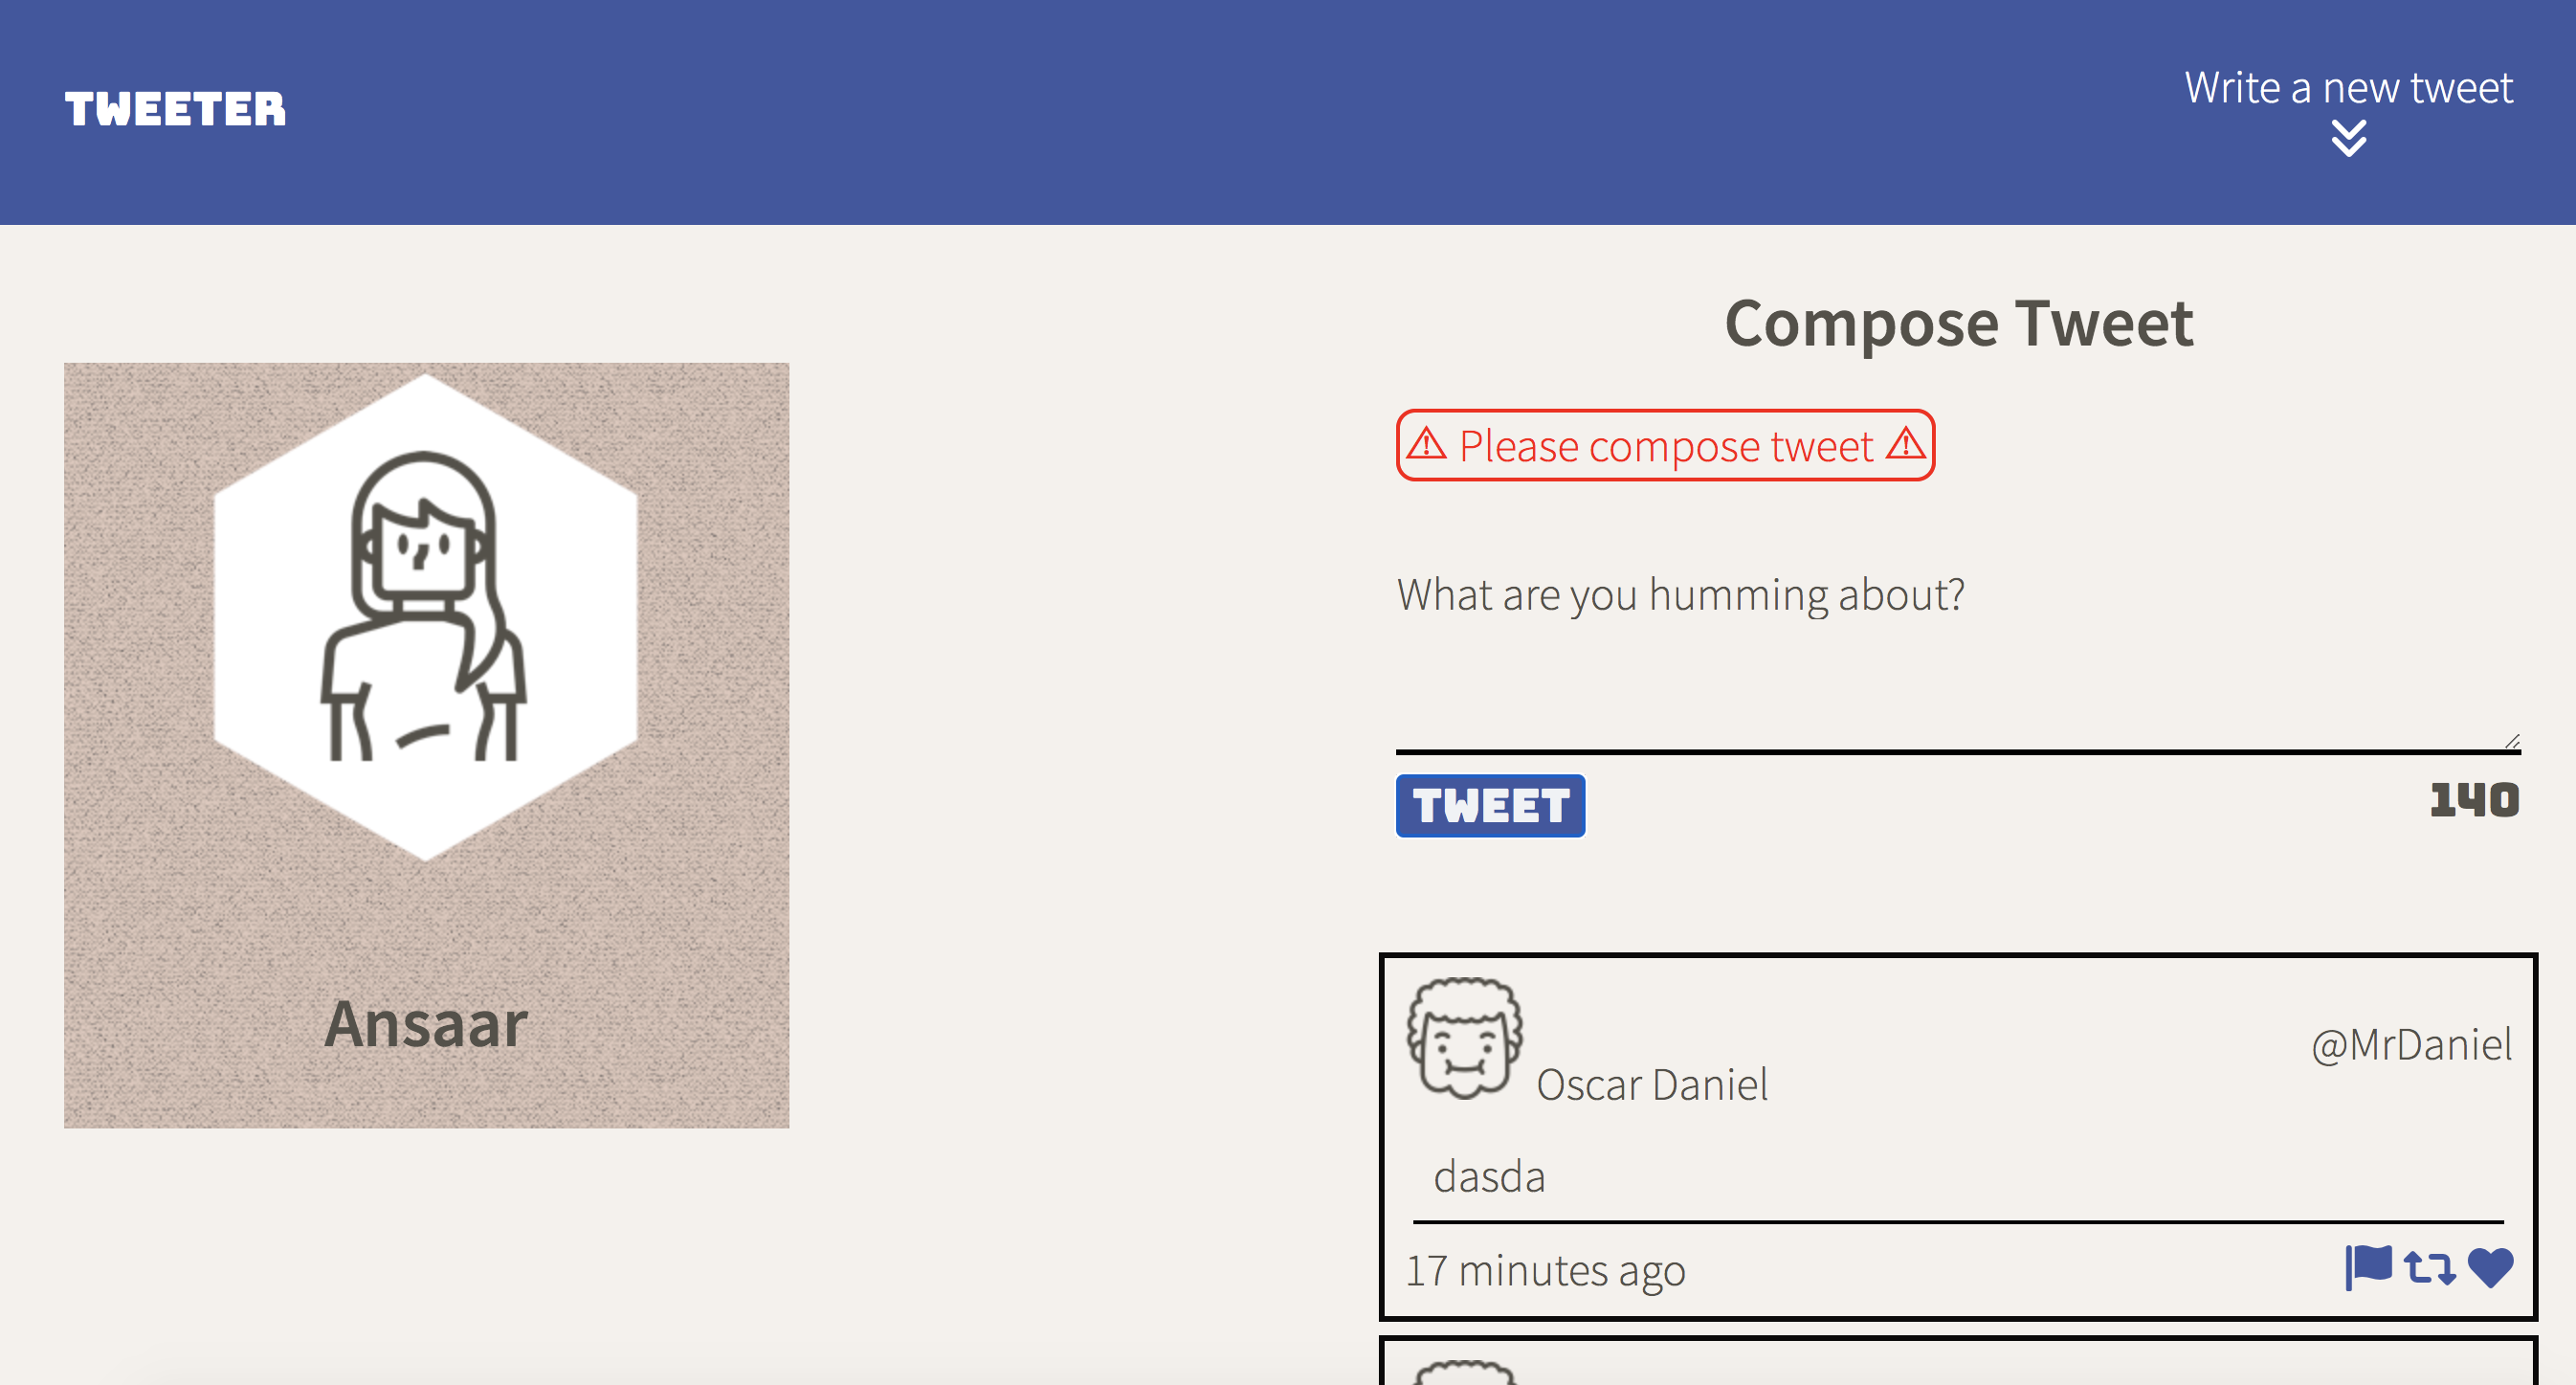 TWEETER
Write a new tweet
Ansaar
Compose Tweet
⚠ Please compose tweet ⚠
What are you humming about?
TWEET
140
Oscar Daniel
@MrDaniel
dasda
17 minutes ago